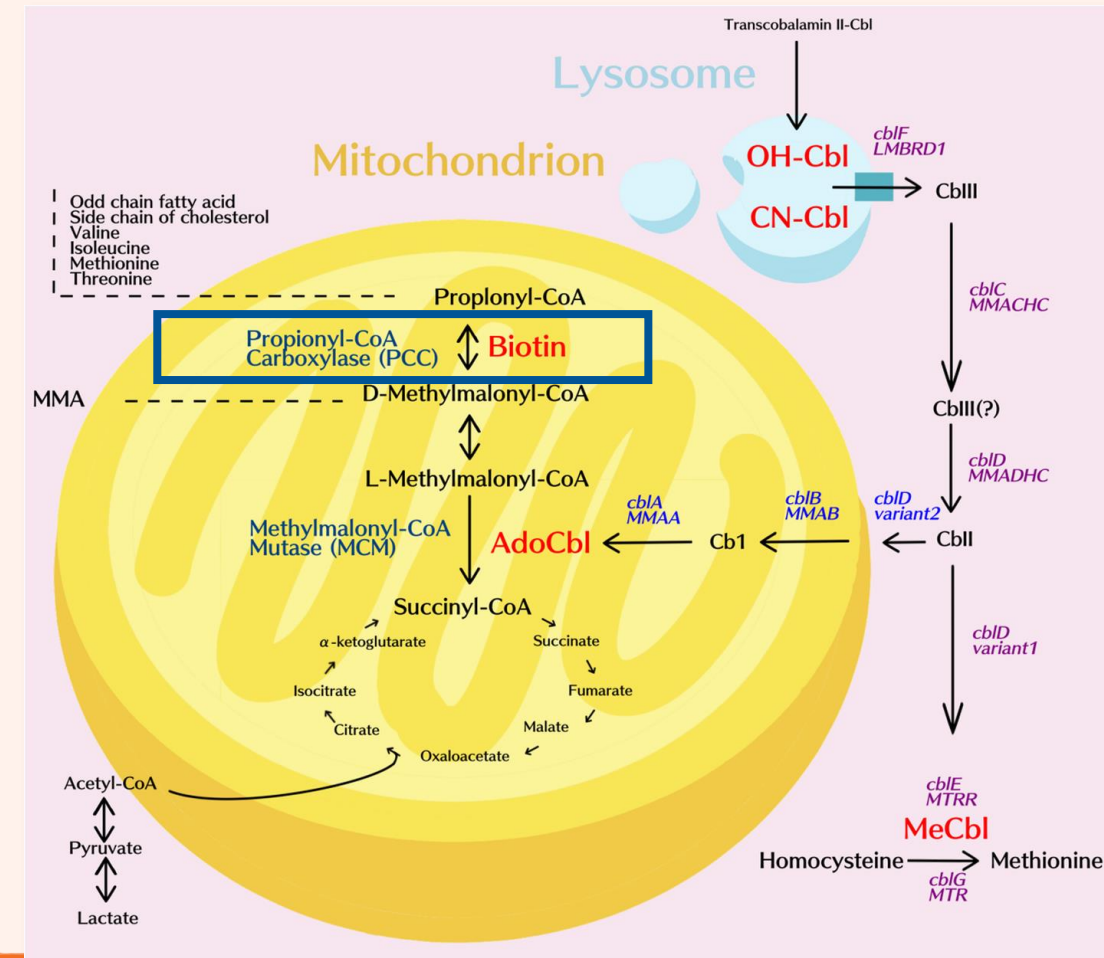 Transcobalamin II-Cbl
Lysosome
Mitochondrion
OH-Cbl
CN-Cbl
cblF
LMBRD1
CblII
Odd chain fatty acid
Side chain of cholesterol
Valine
Isoleucine
Methionine
Threonine
Proplonyl-CoA
cblC
MMACHC
Propionyl-CoA
Carboxylase (PCC)
Biotin
MMA
D-Methylmalonyl-CoA
CbIII(?)
cblD
MMADHC
L-Methylmalonyl-CoA
Methylmalonyl-CoA
Mutase (MCM)
AdoCbl
cblA
MMAA
Cb1
cblB
MMAB
cblD
variant2
CbII
Succinyl-CoA
α-ketoglutarate
Succinate
Isocitrate
Fumarate
Citrate
Malate
Oxaloacetate
cblD
variant1
Acetyl-CoA
Pyruvate
Lactate
cblE
MTRR
MeCbl
Homocysteine
Methionine
cblG
MTR